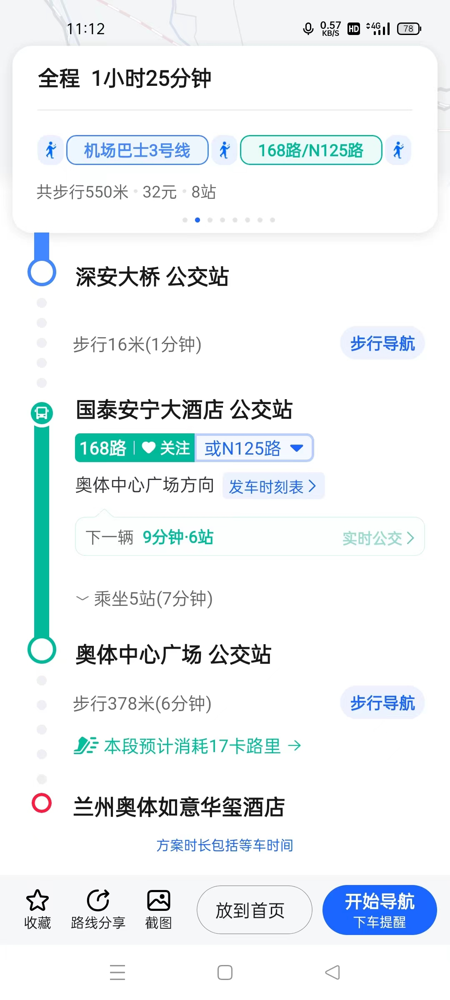 11:12 0.57 KB/S HD 4G 78
全程 1小时25分钟
机场巴士3号线 168路/N125路
共步行550米·32元·8站
深安大桥 公交站
步行16米(1分钟) 步行导航
国泰安宁大酒店 公交站
168路 关注 或N125路
奥体中心广场方向 发车时刻表
下一辆 9分钟·6站 实时公交
乘坐5站(7分钟)
奥体中心广场 公交站
步行378米(6分钟) 步行导航
本段预计消耗17卡路里
兰州奥体如意华玺酒店
方案时长包括等车时间
收藏 路线分享 截图 放到首页 开始导航
下车提醒